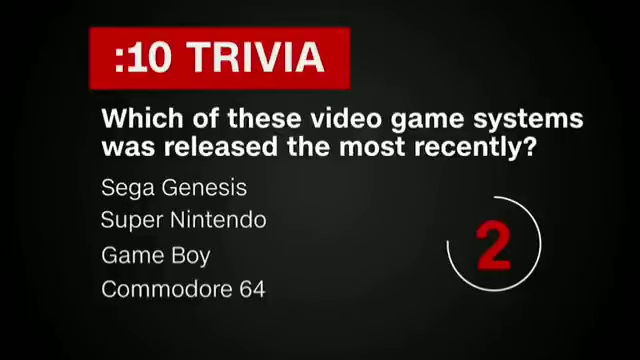 :10 TRIVIA
Which of these video game systems
was released the most recently?
Sega Genesis
Super Nintendo
Game Boy
Commodore 64
2